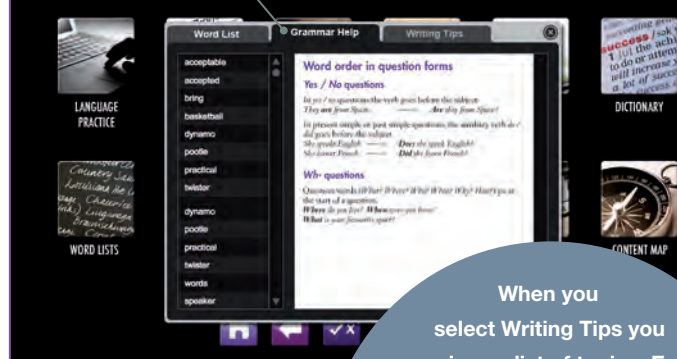 Word List
Grammar Help
Writing Tips
acceptable
accepted
bring
basketball
dynamo
pootle
practical
twister
dynamo
pootle
practical
twister
words
speaker
Word order in question forms
Yes / No questions
In yes / no questions the verb goes before the subject.
They are from Spain. Are they from Spain?
In present simple or past simple questions, the auxiliary verb do /
did goes before the subject.
She speaks English. Does she speak English?
She knows French. Did she learn French?
Wh- questions
Question words (What? Where? Who? When? Why? How?) go at
the start of a question.
Where do you live? When
What is your favourite sport?
LANGUAGE
PRACTICE
WORD LISTS
success
DICTIONARY
CONTENT MAP
When you
select Writing Tips you